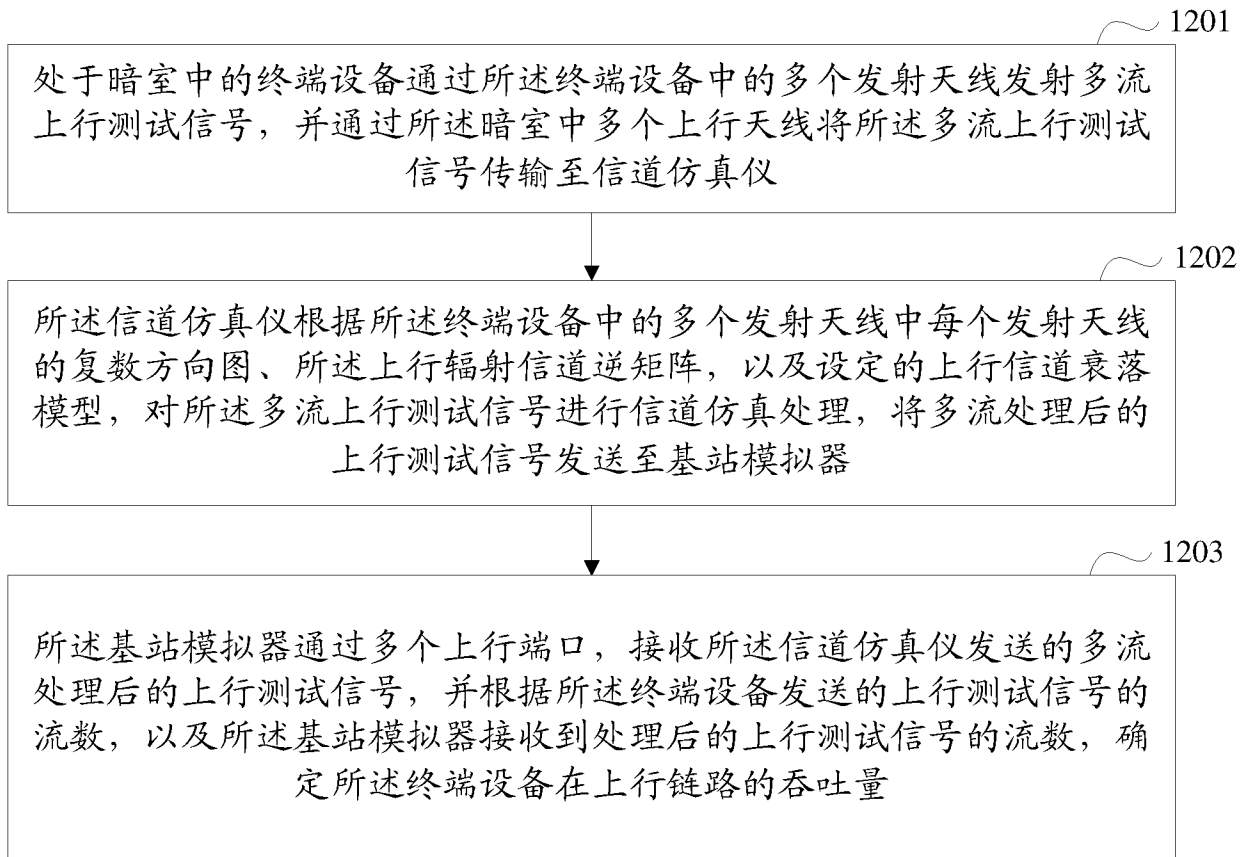 1201
处于暗室中的终端设备通过所述终端设备中的多个发射天线发射多流
上行测试信号，并通过所述暗室中多个上行天线将所述多流上行测试
信号传输至信道仿真仪
1202
所述信道仿真仪根据所述终端设备中的多个发射天线中每个发射天线
的复数方向图、所述上行辐射信道逆矩阵，以及设定的上行信道衰落
模型，对所述多流上行测试信号进行信道仿真处理，将多流处理后的
上行测试信号发送至基站模拟器
1203
所述基站模拟器通过多个上行端口，接收所述信道仿真仪发送的多流
处理后的上行测试信号，并根据所述终端设备发送的上行测试信号的
流数，以及所述基站模拟器接收到处理后的上行测试信号的流数，确
定所述终端设备在上行链路的吞吐量